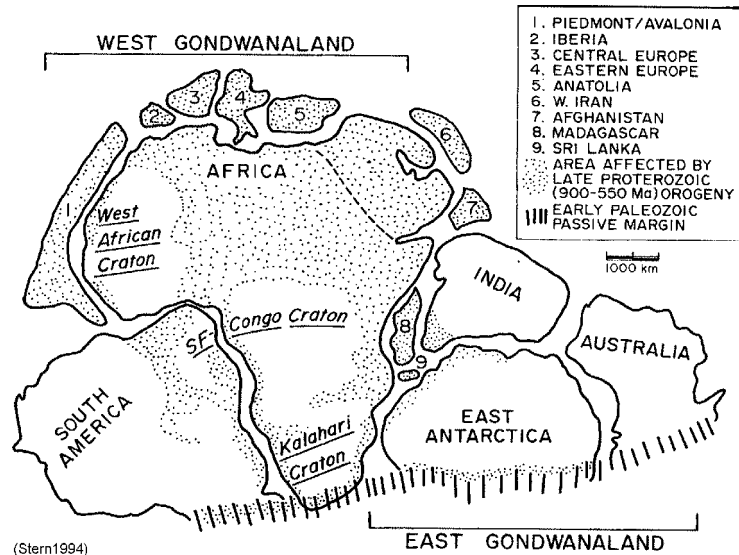 WEST GONDWANALAND
1. PIEDMONT/AVALONIA
2. IBERIA
3. CENTRAL EUROPE
4. EASTERN EUROPE
5. ANATOLIA
6. W. IRAN
7. AFGHANISTAN
8. MADAGASCAR
9. SRI LANKA
AREA AFFECTED BY
LATE PROTEROZOIC
(900-550 Ma) OROGENY
EARLY PALEOZOIC
PASSIVE MARGIN
1000 km
1
2
3
4
5
6
7
8
9
AFRICA
West
African
Craton
SF-Congo Craton
Kalahari
Craton
SOUTH
AMERICA
INDIA
AUSTRALIA
EAST
ANTARCTICA
EAST GONDWANALAND
(Stern1994)